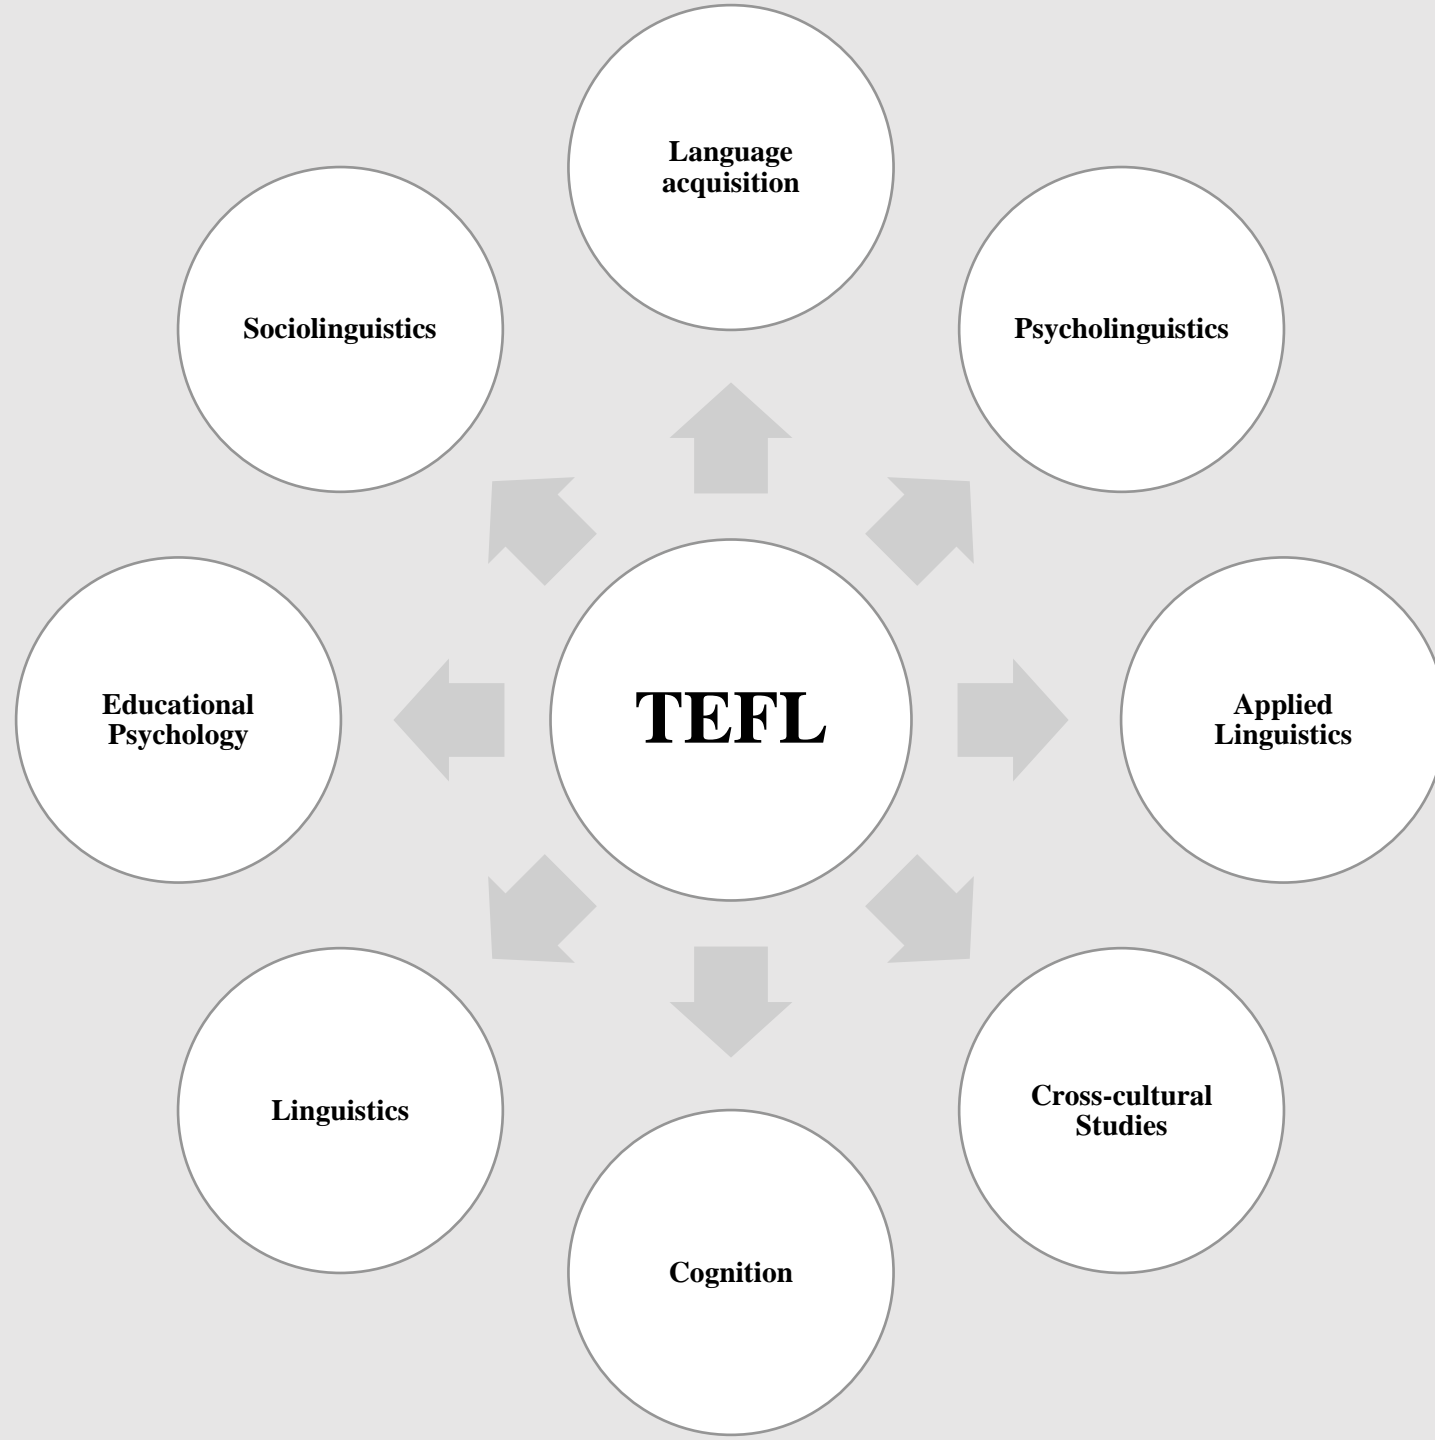 Language
acquisition
Sociolinguistics
Psycholinguistics
Educational
Psychology
TEFL
Applied
Linguistics
Linguistics
Cross-cultural
Studies
Cognition